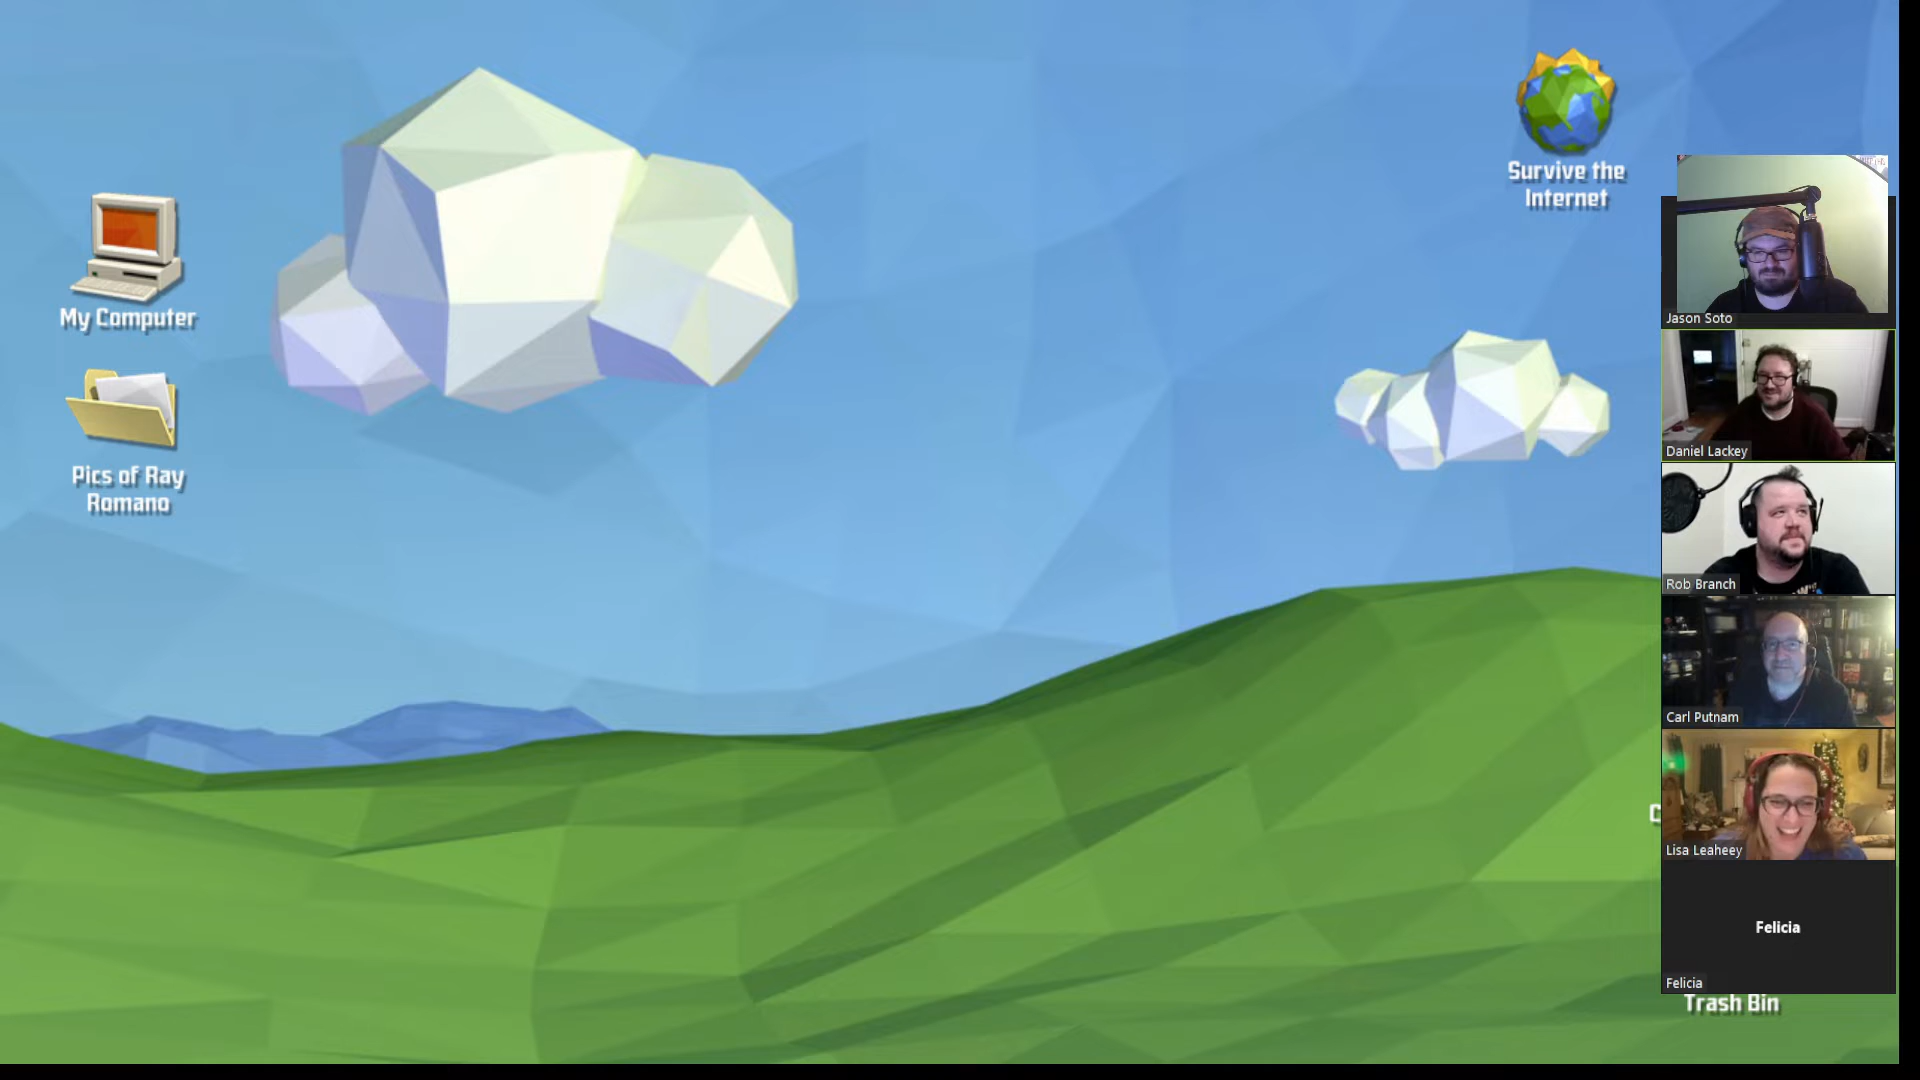 Survive the
Internet
My Computer
Pics of Ray
Romano
Jason Soto
Daniel Lackey
Rob Branch
Carl Putnam
Lisa Leaheey
Felicia
Felicia
Trash Bin